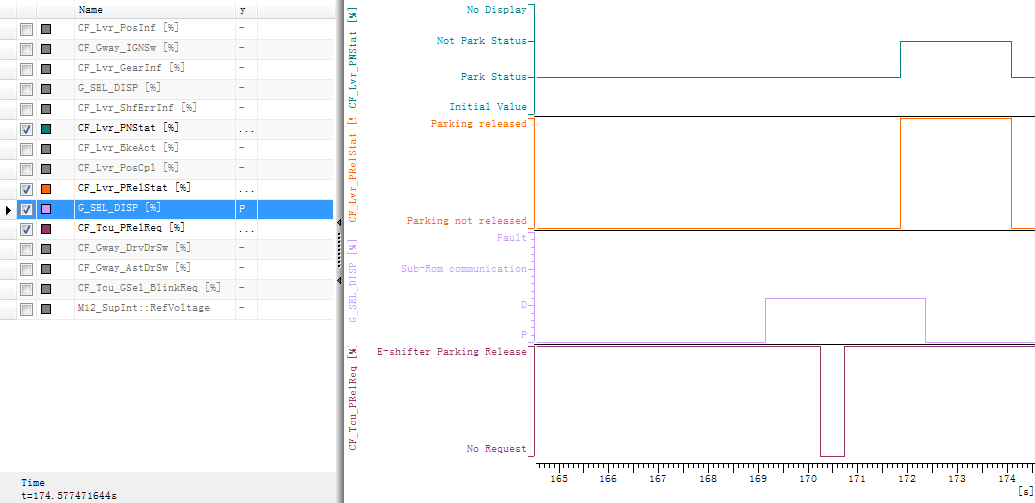 Name y
CF_Lvr_PosInf [%] -
CF_Gway_IGNSw [%] -
CF_Lvr_GearInf [%] -
G_SEL_DISP [%] -
CF_Lvr_ShfErrInf [%] -
CF_Lvr_PNStat [%] ...
CF_Lvr_BkeAct [%] -
CF_Lvr_PosCpl [%] -
CF_Lvr_PRelStat [%] ...
G_SEL_DISP [%] P
CF_Tcu_PRelReq [%] ...
CF_Gway_DrvDrSw [%] -
CF_Gway_AstDrSw [%] -
CF_Tcu_GSel_BlinkReq [%] -
M12_SupInt::RefVoltage -
Time
t=174.577471644s
CF_Lvr_PNStat [%]
No Display
Not Park Status
Park Status
Initial Value
CF_Lvr_PRelStat [%
Parking released
Parking not released
G_SEL_DISP [%]
Fault
Sub-Rom communication
D
P
CF_Tcu_PRelReq [%]
E-shifter Parking Release
No Request
165 166 167 168 169 170 171 172 173 174
[s]